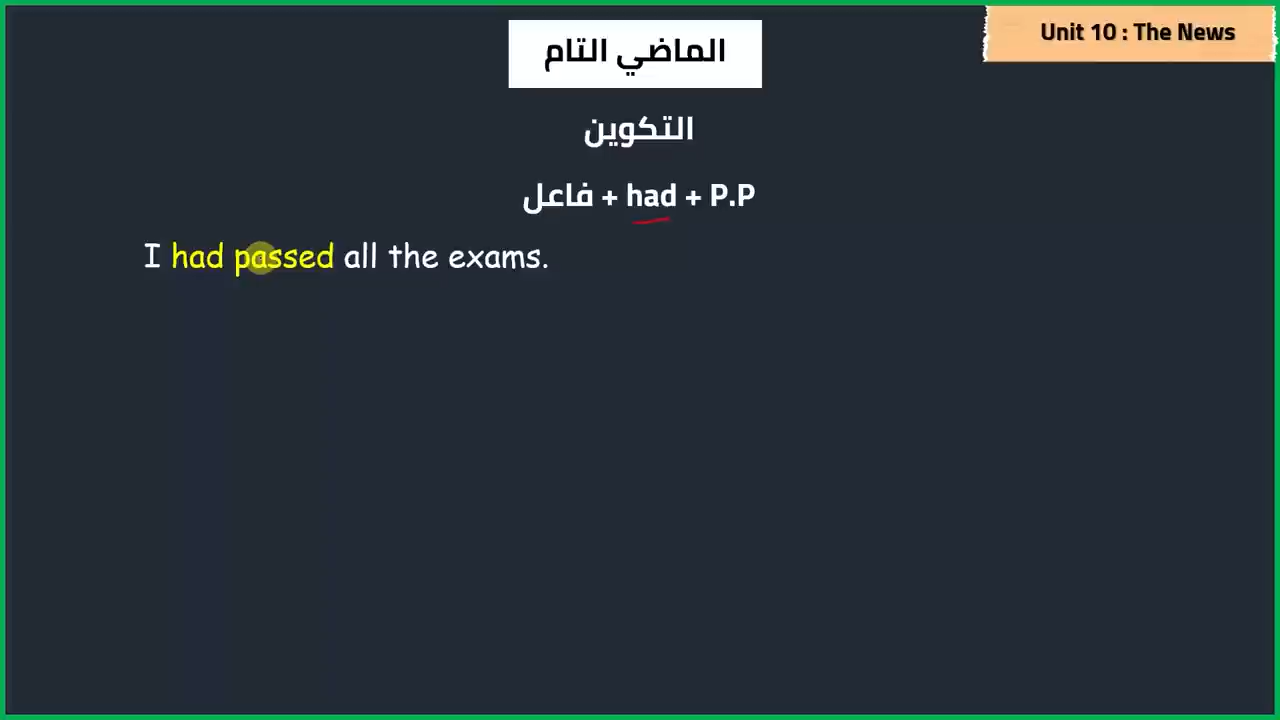 Unit 10 : The News
الماضي التام
التكوين
فاعل + had + P.P
I had passed all the exams.